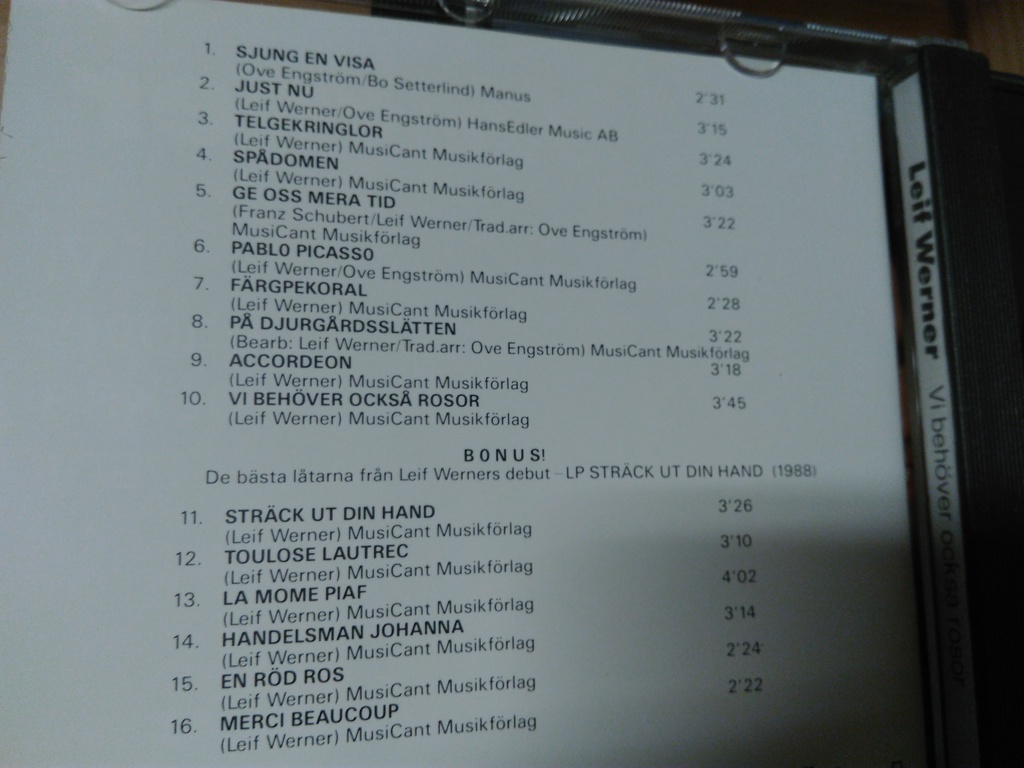 1. SJUNG EN VISA 2'31
(Ove Engström/Bo Setterlind) Manus
2. JUST NU 3'15
(Leif Werner/Ove Engström) HansEdler Music AB
3. TELGEKRINGLOR 3'24
(Leif Werner) MusiCant Musikförlag
4. SPÅDOMEN 3'03
(Leif Werner) MusiCant Musikförlag
5. GE OSS MERA TID 3'22
(Franz Schubert/Leif Werner/Trad.arr: Ove Engström)
MusiCant Musikförlag
6. PABLO PICASSO 2'59
(Leif Werner/Ove Engström) MusiCant Musikförlag
7. FÄRGPEKORAL 2'28
(Leif Werner) MusiCant Musikförlag
8. PÅ DJURGÅRDSSLÄTTEN 3'22
(Bearb: Leif Werner/Trad.arr: Ove Engström) MusiCant Musikförlag
9. ACCORDEON 3'18
(Leif Werner) MusiCant Musikförlag
10. VI BEHÖVER OCKSÅ ROSOR 3'45
(Leif Werner) MusiCant Musikförlag
BONUS!
De bästa låtarna från Leif Werners debut – LP STRÄCK UT DIN HAND (1988)
11. STRÄCK UT DIN HAND 3'26
(Leif Werner) MusiCant Musikförlag
12. TOULOSE LAUTREC 3'10
(Leif Werner) MusiCant Musikförlag
13. LA MOME PIAF 4'02
(Leif Werner) MusiCant Musikförlag
14. HANDELSMAN JOHANNA 3'14
(Leif Werner) MusiCant Musikförlag
15. EN RÖD ROS 2'24
(Leif Werner) MusiCant Musikförlag
16. MERCI BEAUCOUP 2'22
(Leif Werner) MusiCant Musikförlag
Leif Werner Vi behöver också rosor